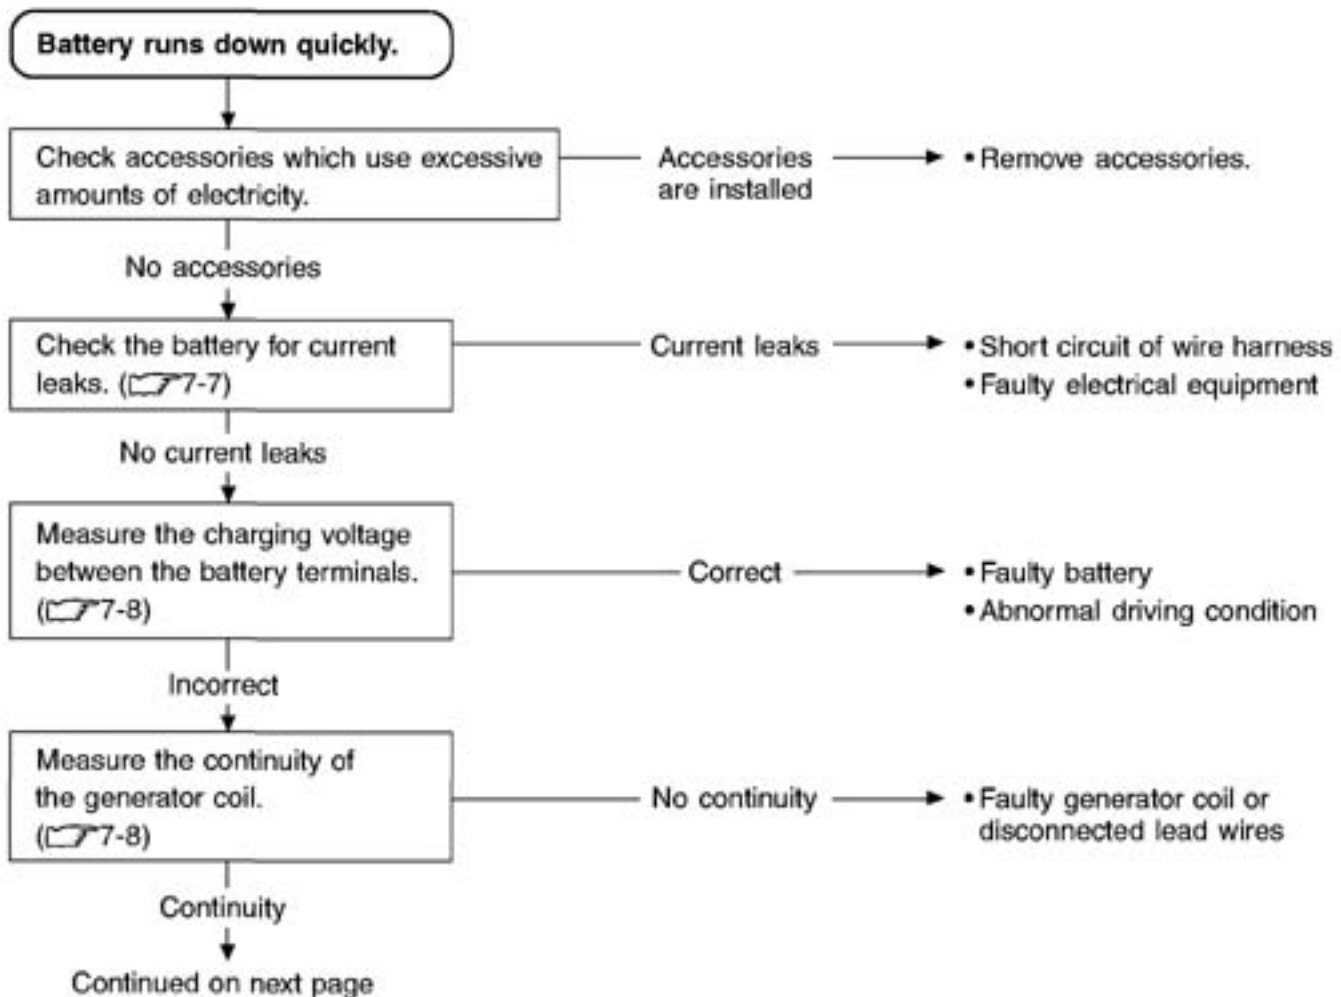 Battery runs down quickly.
Check accessories which use excessive
amounts of electricity.
Accessories
are installed
• Remove accessories.
No accessories
Check the battery for current
leaks. (7-7)
Current leaks
• Short circuit of wire harness
• Faulty electrical equipment
No current leaks
Measure the charging voltage
between the battery terminals.
(7-8)
Correct
• Faulty battery
• Abnormal driving condition
Incorrect
Measure the continuity of
the generator coil.
(7-8)
No continuity
• Faulty generator coil or
disconnected lead wires
Continuity
Continued on next page